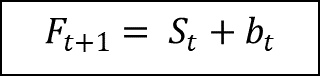 F_{t+1} = S_t + b_t